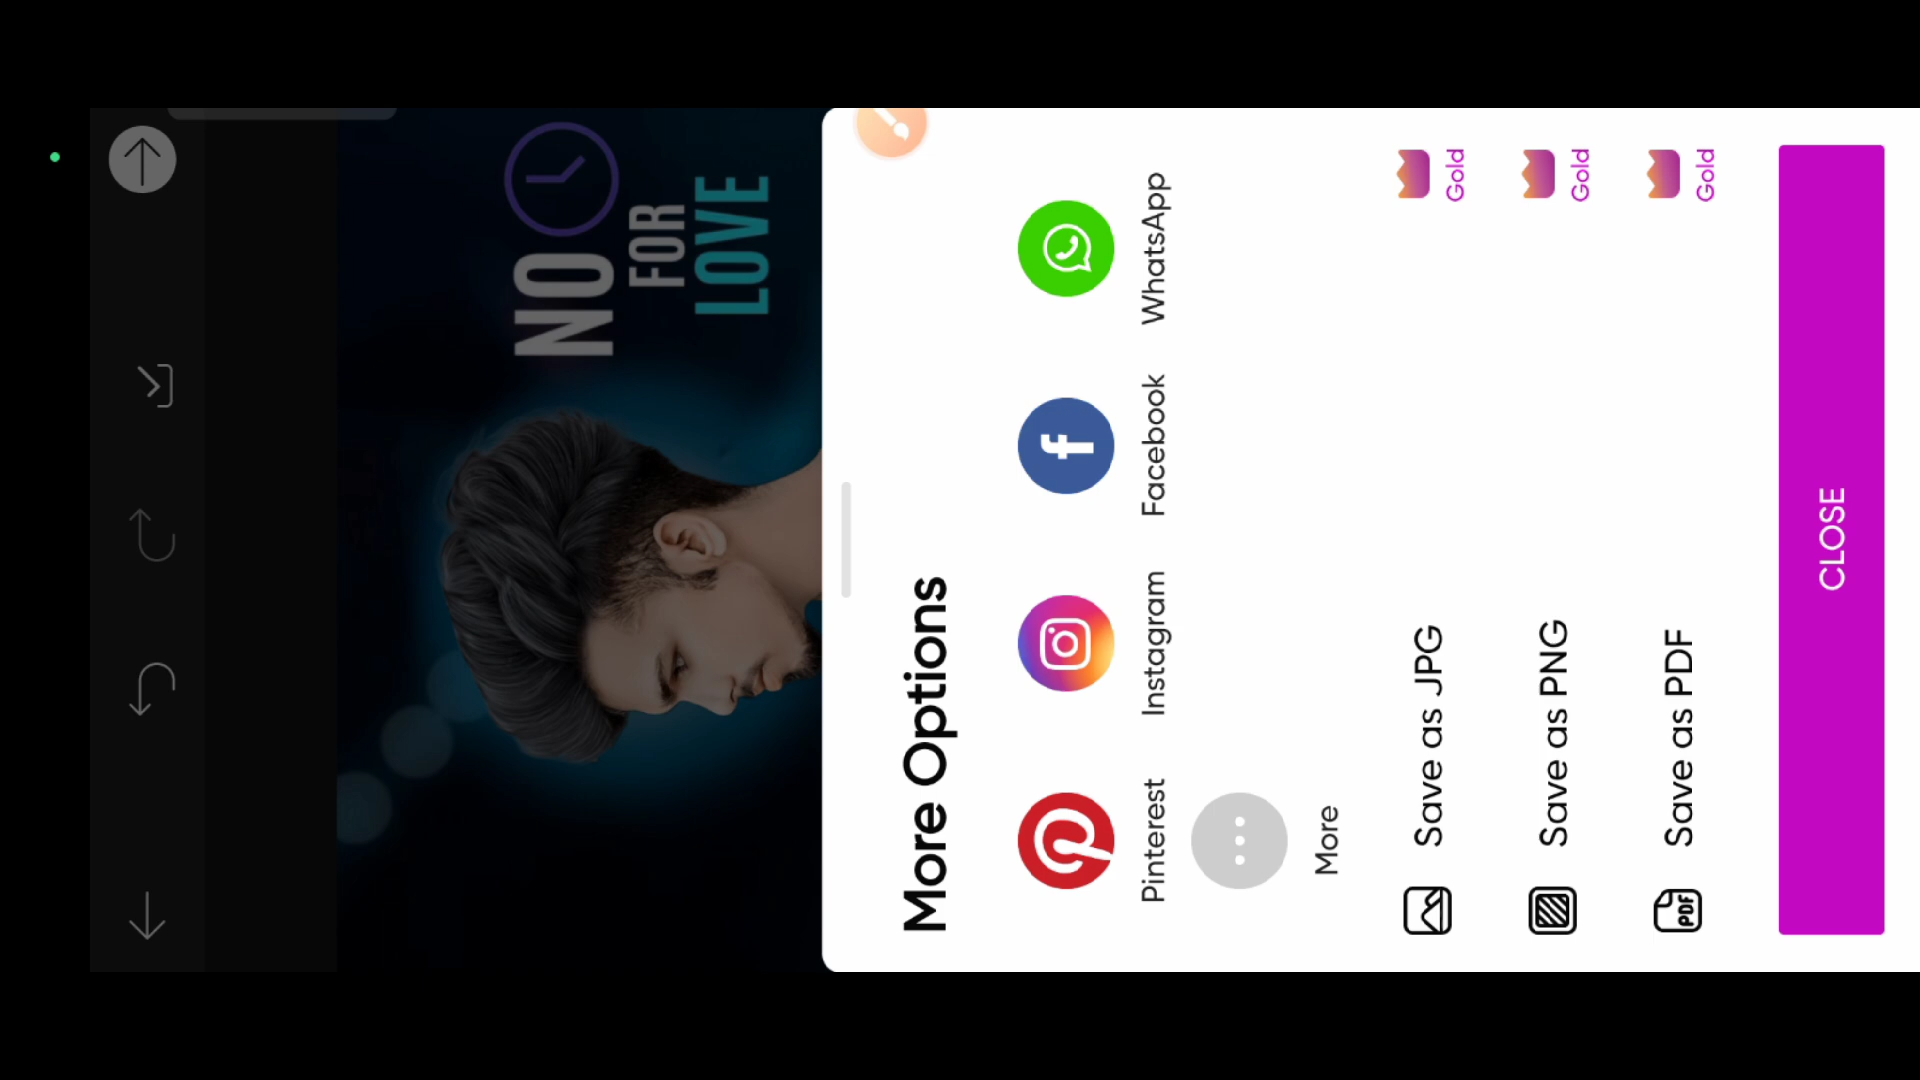 NO
FOR
LOVE
More Options
Pinterest
Instagram
Facebook
WhatsApp
More
Save as JPG
Gold
Save as PNG
Gold
PDF
Save as PDF
Gold
CLOSE